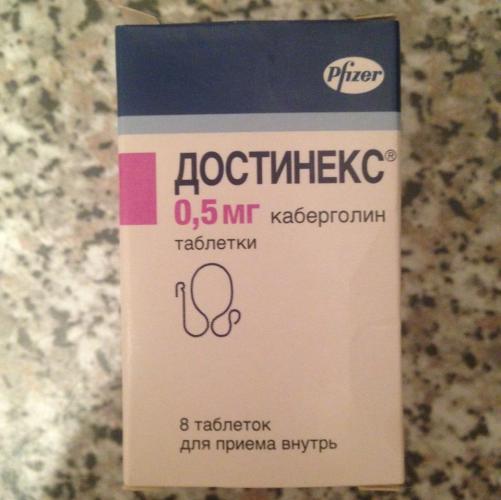 Pfizer
ДОСТИНЕКС®
0,5 мг каберголин
таблетки
8 таблеток
для приема внутрь